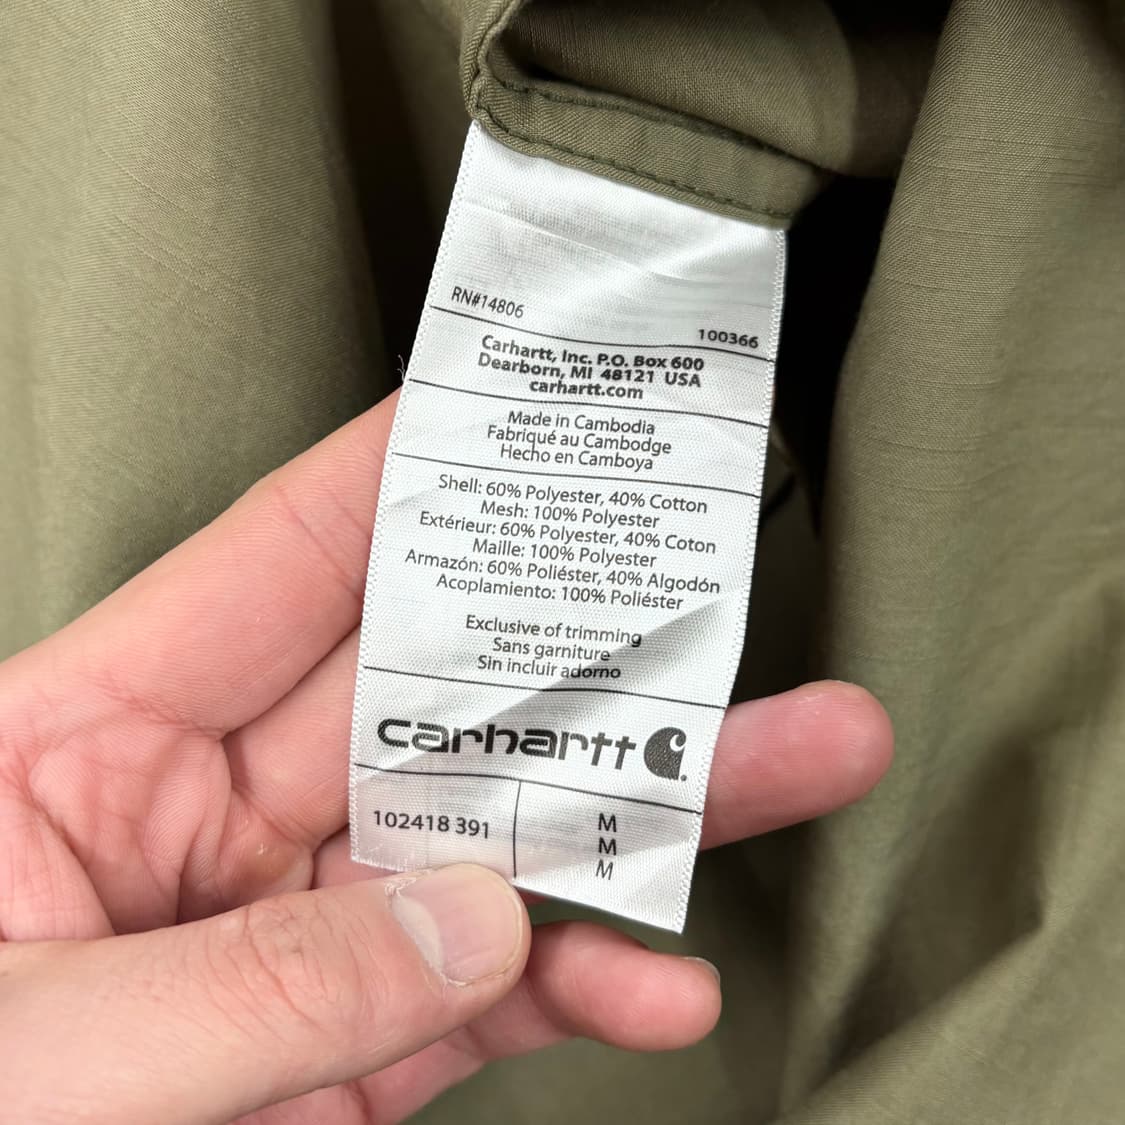 RN#14806
100366
Carhartt, Inc. P.O. Box 600
Dearborn, MI 48121 USA
carhartt.com
Made in Cambodia
Fabriqué au Cambodge
Hecho en Camboya
Shell: 60% Polyester, 40% Cotton
Mesh: 100% Polyester
Extérieur: 60% Polyester, 40% Coton
Maille: 100% Polyester
Armazón: 60% Poliéster, 40% Algodón
Acoplamiento: 100% Poliéster
Exclusive of trimming
Sans garniture
Sin incluir adorno
carhartt
102418 391
M
M
M